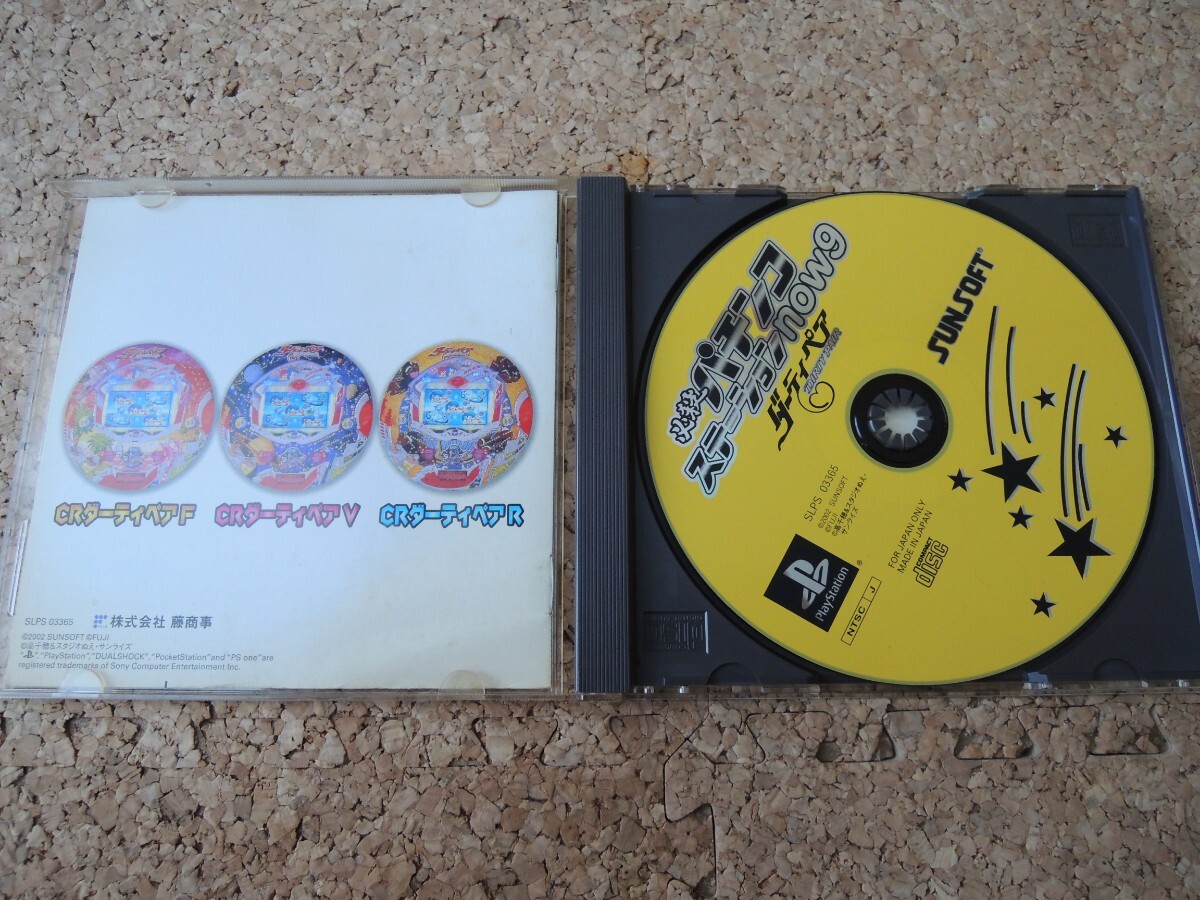 CRダーティペアF
CRダーティペアV
CRダーティペアR
SLPS 03365
株式会社 藤商事
©2002 SUNSOFT ©FUJI
©高千穂&スタジオぬえ・サンライズ
"PlayStation", "DUALSHOCK", "PocketStation" and "PS one" are
registered trademarks of Sony Computer Entertainment Inc.
必殺パチンコ
ステーションnow9
ダーティペア
SUNSOFT®
SLPS 03365
©2002 SUNSOFT
©FUJI
©高千穂&スタジオぬえ・
サンライズ
PlayStation®
NTSC J
FOR JAPAN ONLY
MADE IN JAPAN
COMPACT
disc